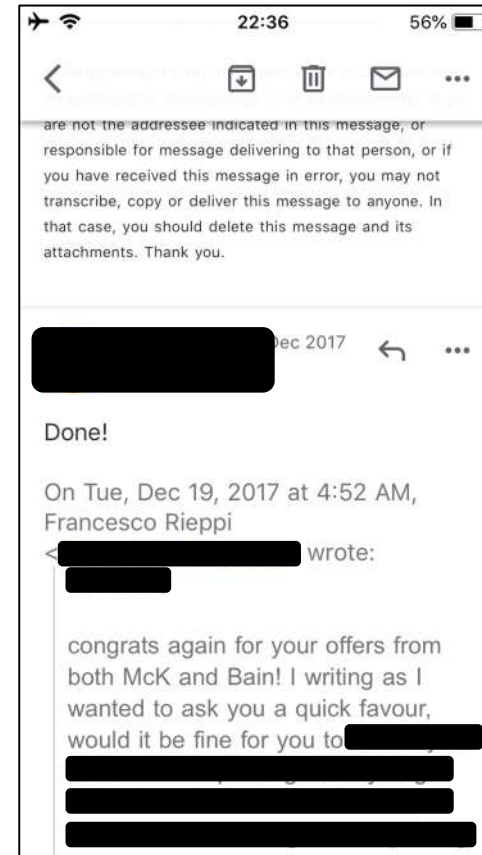 22:36
56%
are not the addressee indicated in this message, or
responsible for message delivering to that person, or if
you have received this message in error, you may not
transcribe, copy or deliver this message to anyone. In
that case, you should delete this message and its
attachments. Thank you.
Dec 2017
Done!
On Tue, Dec 19, 2017 at 4:52 AM,
Francesco Rieppi
< wrote:
congrats again for your offers from
both McK and Bain! I writing as I
wanted to ask you a quick favour,
would it be fine for you to